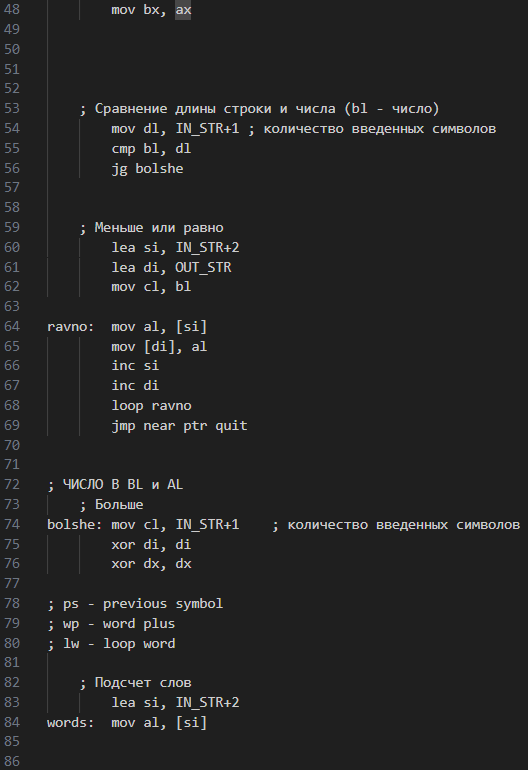 48 mov bx, ax
49
50
51
52
53 ; Сравнение длины строки и числа (bl - число)
54 mov dl, IN_STR+1 ; количество введенных символов
55 cmp bl, dl
56 jg bolshe
57
58
59 ; Меньше или равно
60 lea si, IN_STR+2
61 lea di, OUT_STR
62 mov cl, bl
63
64 ravno: mov al, [si]
65 mov [di], al
66 inc si
67 inc di
68 loop ravno
69 jmp near ptr quit
70
71
72 ; ЧИСЛО В BL и AL
73 ; Больше
74 bolshe: mov cl, IN_STR+1 ; количество введенных символов
75 xor di, di
76 xor dx, dx
77
78 ; ps - previous symbol
79 ; wp - word plus
80 ; lw - loop word
81
82 ; Подсчет слов
83 lea si, IN_STR+2
84 words: mov al, [si]
85
86